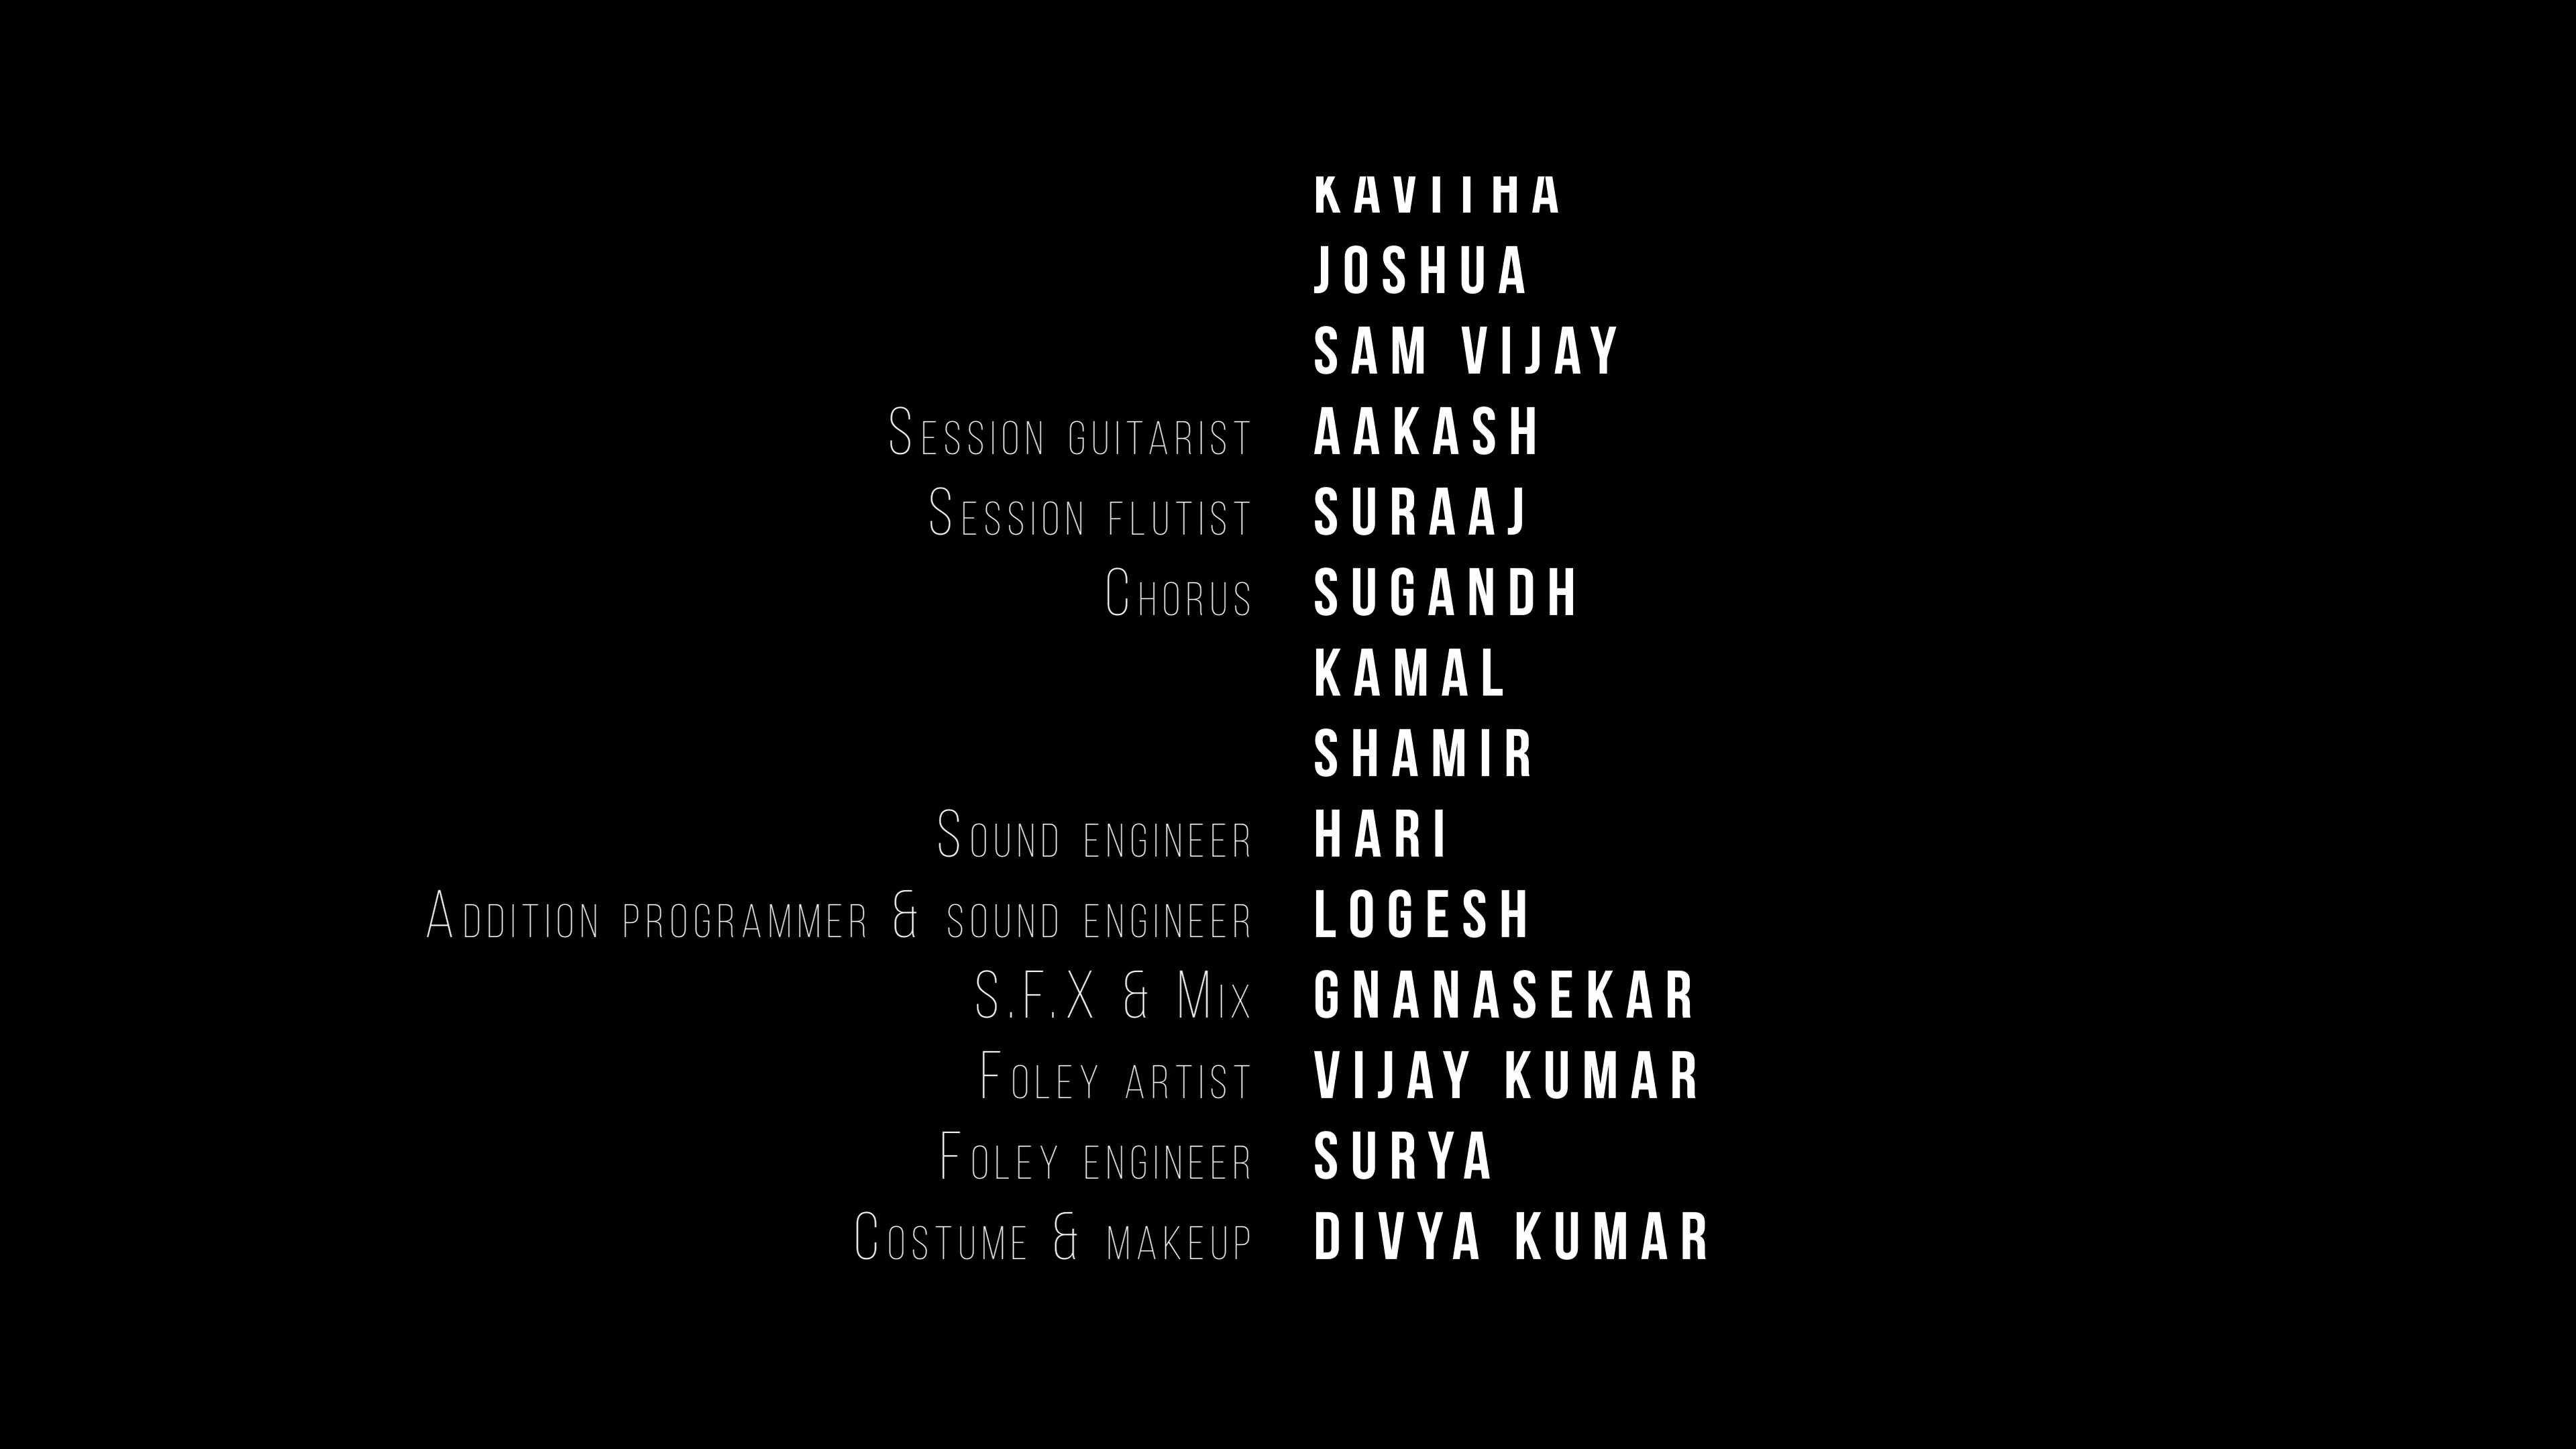 KAVITHA
JOSHUA
SAM VIJAY
Session guitarist AAKASH
Session flutist SURAAJ
Chorus SUGANDH
KAMAL
SHAMIR
Sound engineer HARI
Addition programmer & sound engineer LOGESH
S.F.X & Mix GNANASEKAR
Foley artist VIJAY KUMAR
Foley engineer SURYA
Costume & makeup DIVYA KUMAR